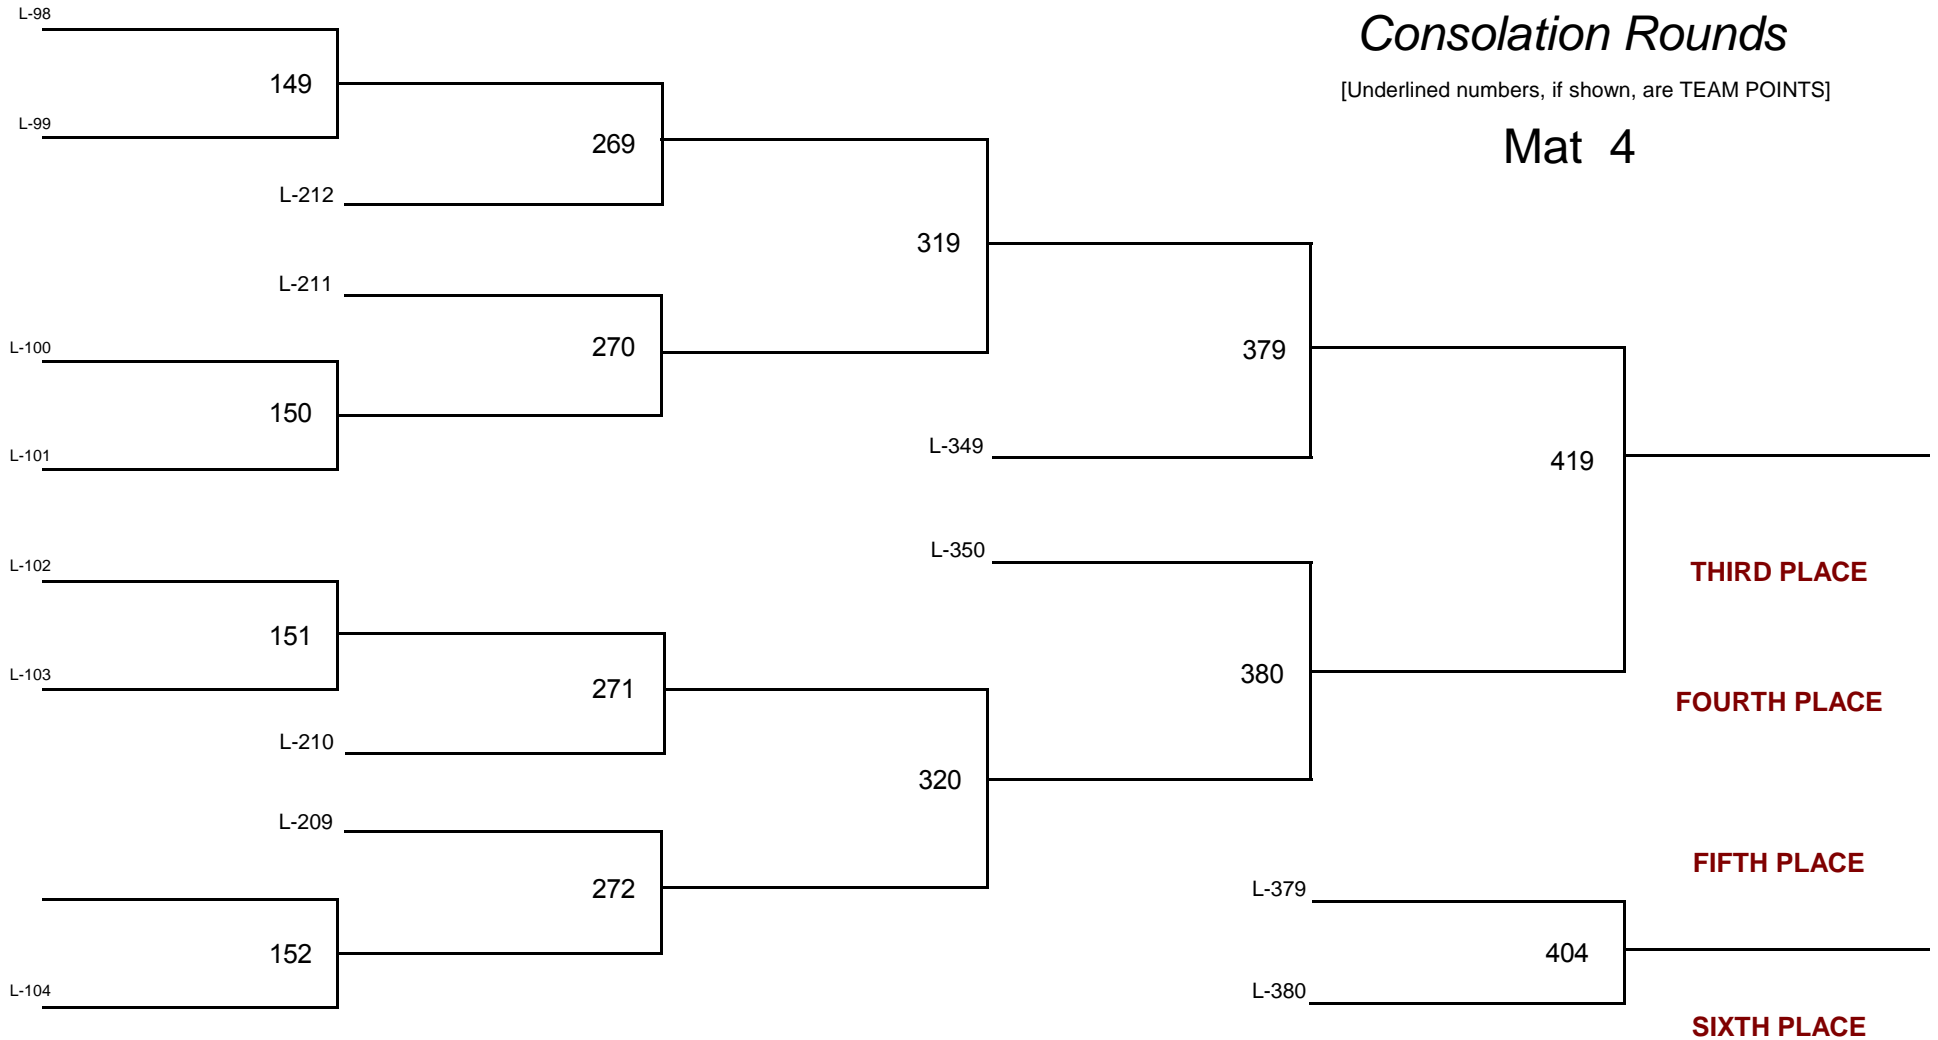 L-98
Consolation Rounds
149
[Underlined numbers, if shown, are TEAM POINTS]
L-99
269
Mat 4
L-212
319
L-211
L-100
270
379
150
L-349
L-101
419
L-350
L-102
THIRD PLACE
151
L-103
271
380
FOURTH PLACE
L-210
320
L-209
FIFTH PLACE
272
L-379
152
404
L-104
L-380
SIXTH PLACE